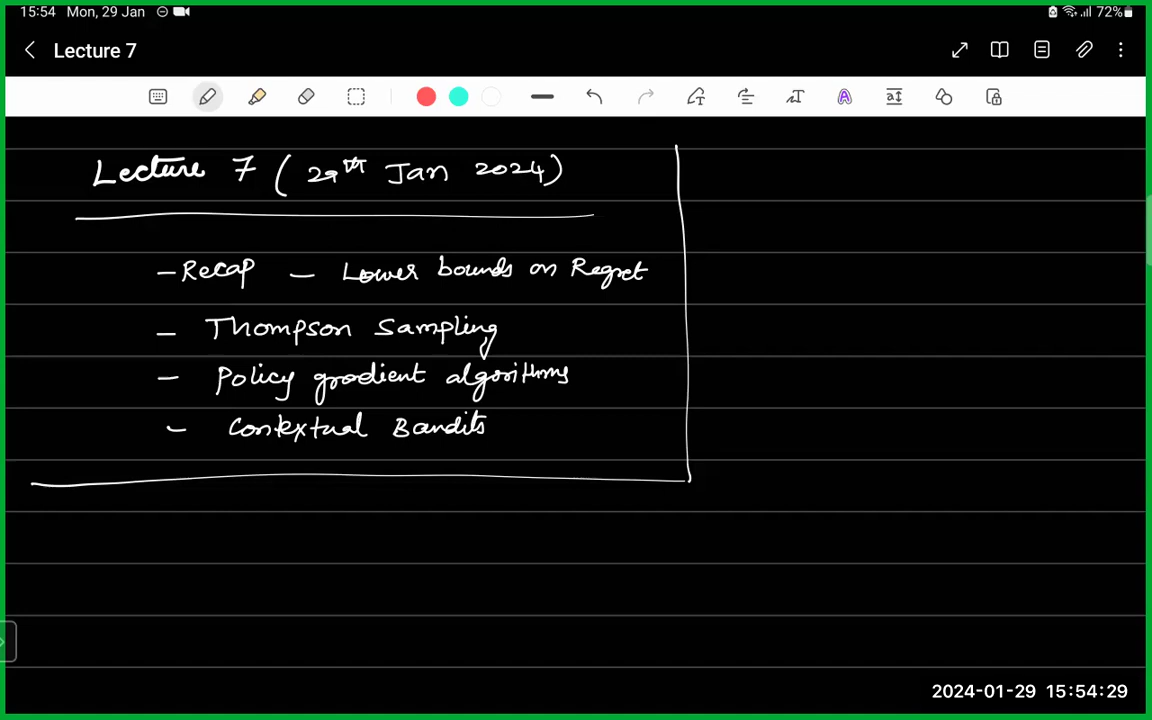 15:54 Mon, 29 Jan
72%
Lecture 7
Lecture 7 ( 29th Jan 2024)
- Recap - Lower bounds on Regret
- Thompson Sampling
- Policy gradient algorithms
- Contextual Bandits
2024-01-29 15:54:29